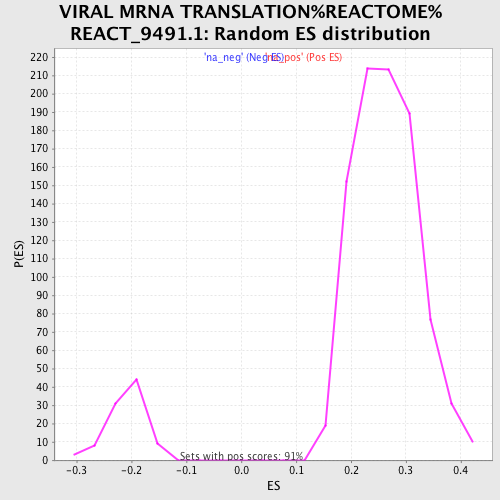 VIRAL MRNA TRANSLATION%REACTOME%
REACT_9491.1: Random ES distribution
'na_neg' (Neg ES)
'na_pos' (Pos ES)
P(ES)
220
210
200
190
180
170
160
150
140
130
120
110
100
90
80
70
60
50
40
30
20
10
0
Sets with pos scores: 91%
-0.3 -0.2 -0.1 0.0 0.1 0.2 0.3 0.4
ES